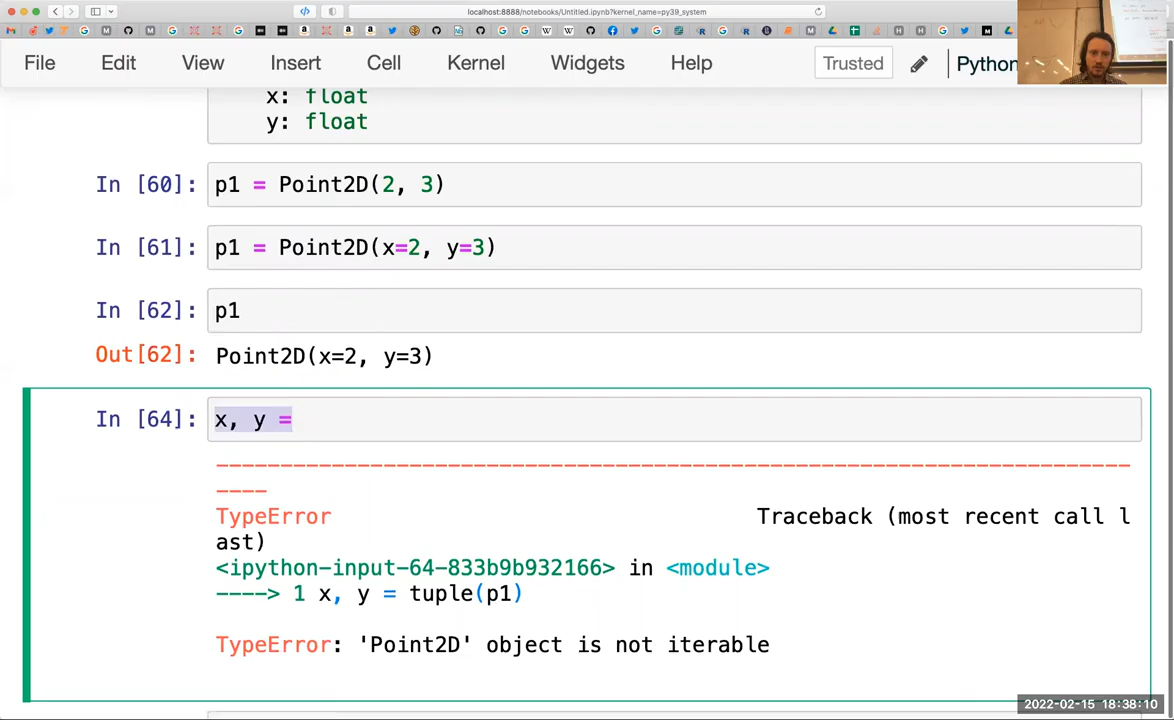 localhost:8888/notebooks/Untitled.ipynb?kernel_name=py39_system
File Edit View Insert Cell Kernel Widgets Help Trusted Python
x: float
y: float
In [60]: p1 = Point2D(2, 3)
In [61]: p1 = Point2D(x=2, y=3)
In [62]: p1
Out[62]: Point2D(x=2, y=3)
In [64]: x, y =
---------------------------------------------------------------------------
----
TypeError Traceback (most recent call l
ast)
<ipython-input-64-833b9b932166> in <module>
----> 1 x, y = tuple(p1)
TypeError: 'Point2D' object is not iterable
2022-02-15 18:38:10